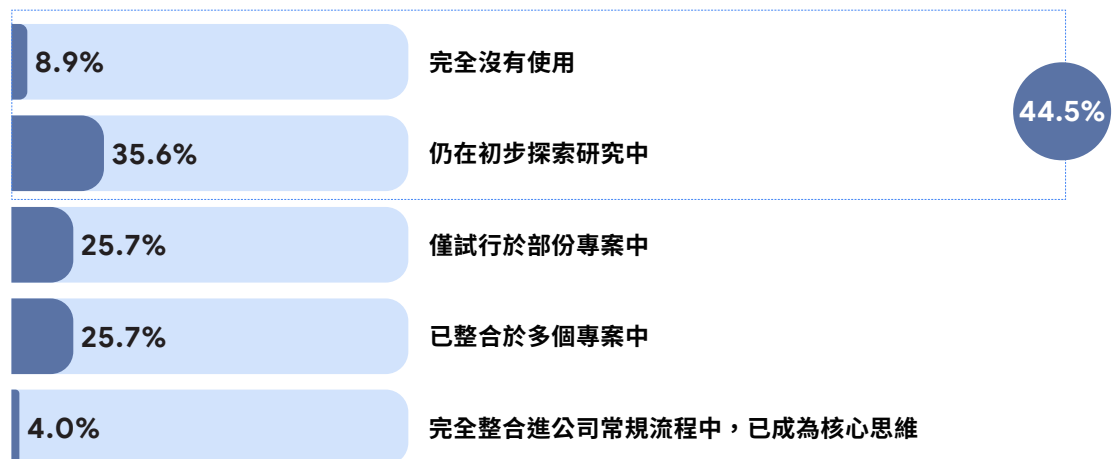 8.9% 完全沒有使用
44.5%
35.6% 仍在初步探索研究中
25.7% 僅試行於部份專案中
25.7% 已整合於多個專案中
4.0% 完全整合進公司常規流程中，已成為核心思維